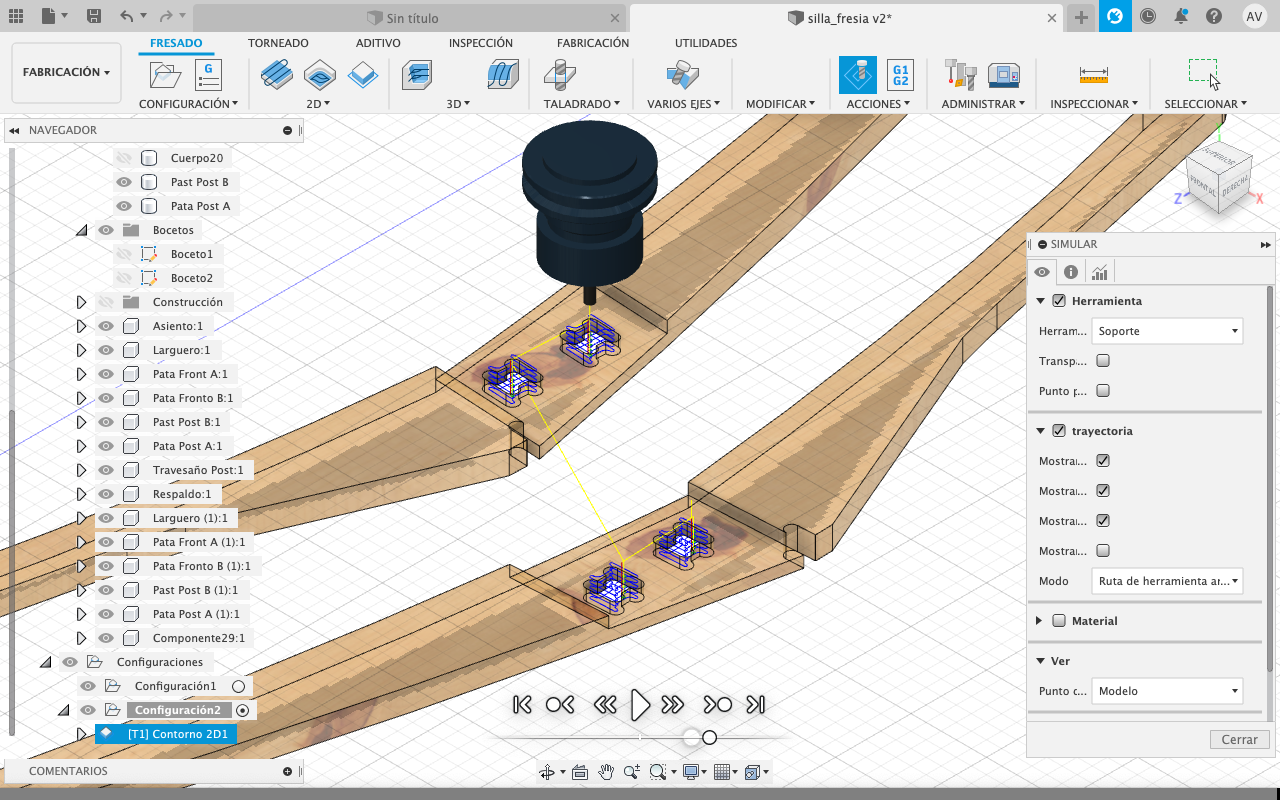 Sin título
silla_fresia v2*
AV
FABRICACIÓN
FRESADO
TORNEADO
ADITIVO
INSPECCIÓN
FABRICACIÓN
UTILIDADES
G
G1
G2
CONFIGURACIÓN
2D
3D
TALADRADO
VARIOS EJES
MODIFICAR
ACCIONES
ADMINISTRAR
INSPECCIONAR
SELECCIONAR
NAVEGADOR
Cuerpo20
Past Post B
Pata Post A
Bocetos
Boceto1
Boceto2
Construcción
Asiento:1
Larguero:1
Pata Front A:1
Pata Fronto B:1
Past Post B:1
Pata Post A:1
Travesaño Post:1
Respaldo:1
Larguero (1):1
Pata Front A (1):1
Pata Fronto B (1):1
Past Post B (1):1
Pata Post A (1):1
Componente29:1
Configuraciones
Configuración1
Configuración2
[T1] Contorno 2D1
COMENTARIOS
SUPERIOR
FRONTAL
DERECHA
Z
X
SIMULAR
Herramienta
Herram...
Soporte
Transp...
Punto p...
trayectoria
Mostra...
Mostra...
Mostra...
Mostra...
Modo
Ruta de herramienta ar...
Material
Ver
Punto c...
Modelo
Cerrar